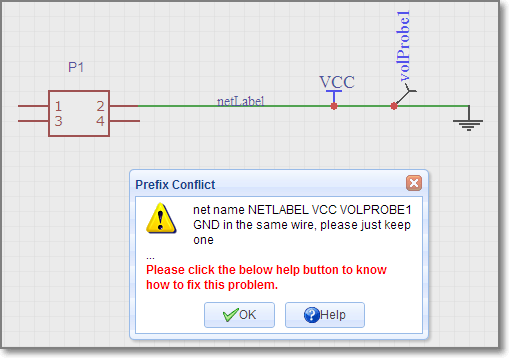 volProbe1
P1
VCC
1 2
netLabel
3 4
Prefix Conflict
net name NETLABEL VCC VOLPROBE1
GND in the same wire, please just keep
one
...
Please click the below help button to know
how to fix this problem.
OK
Help